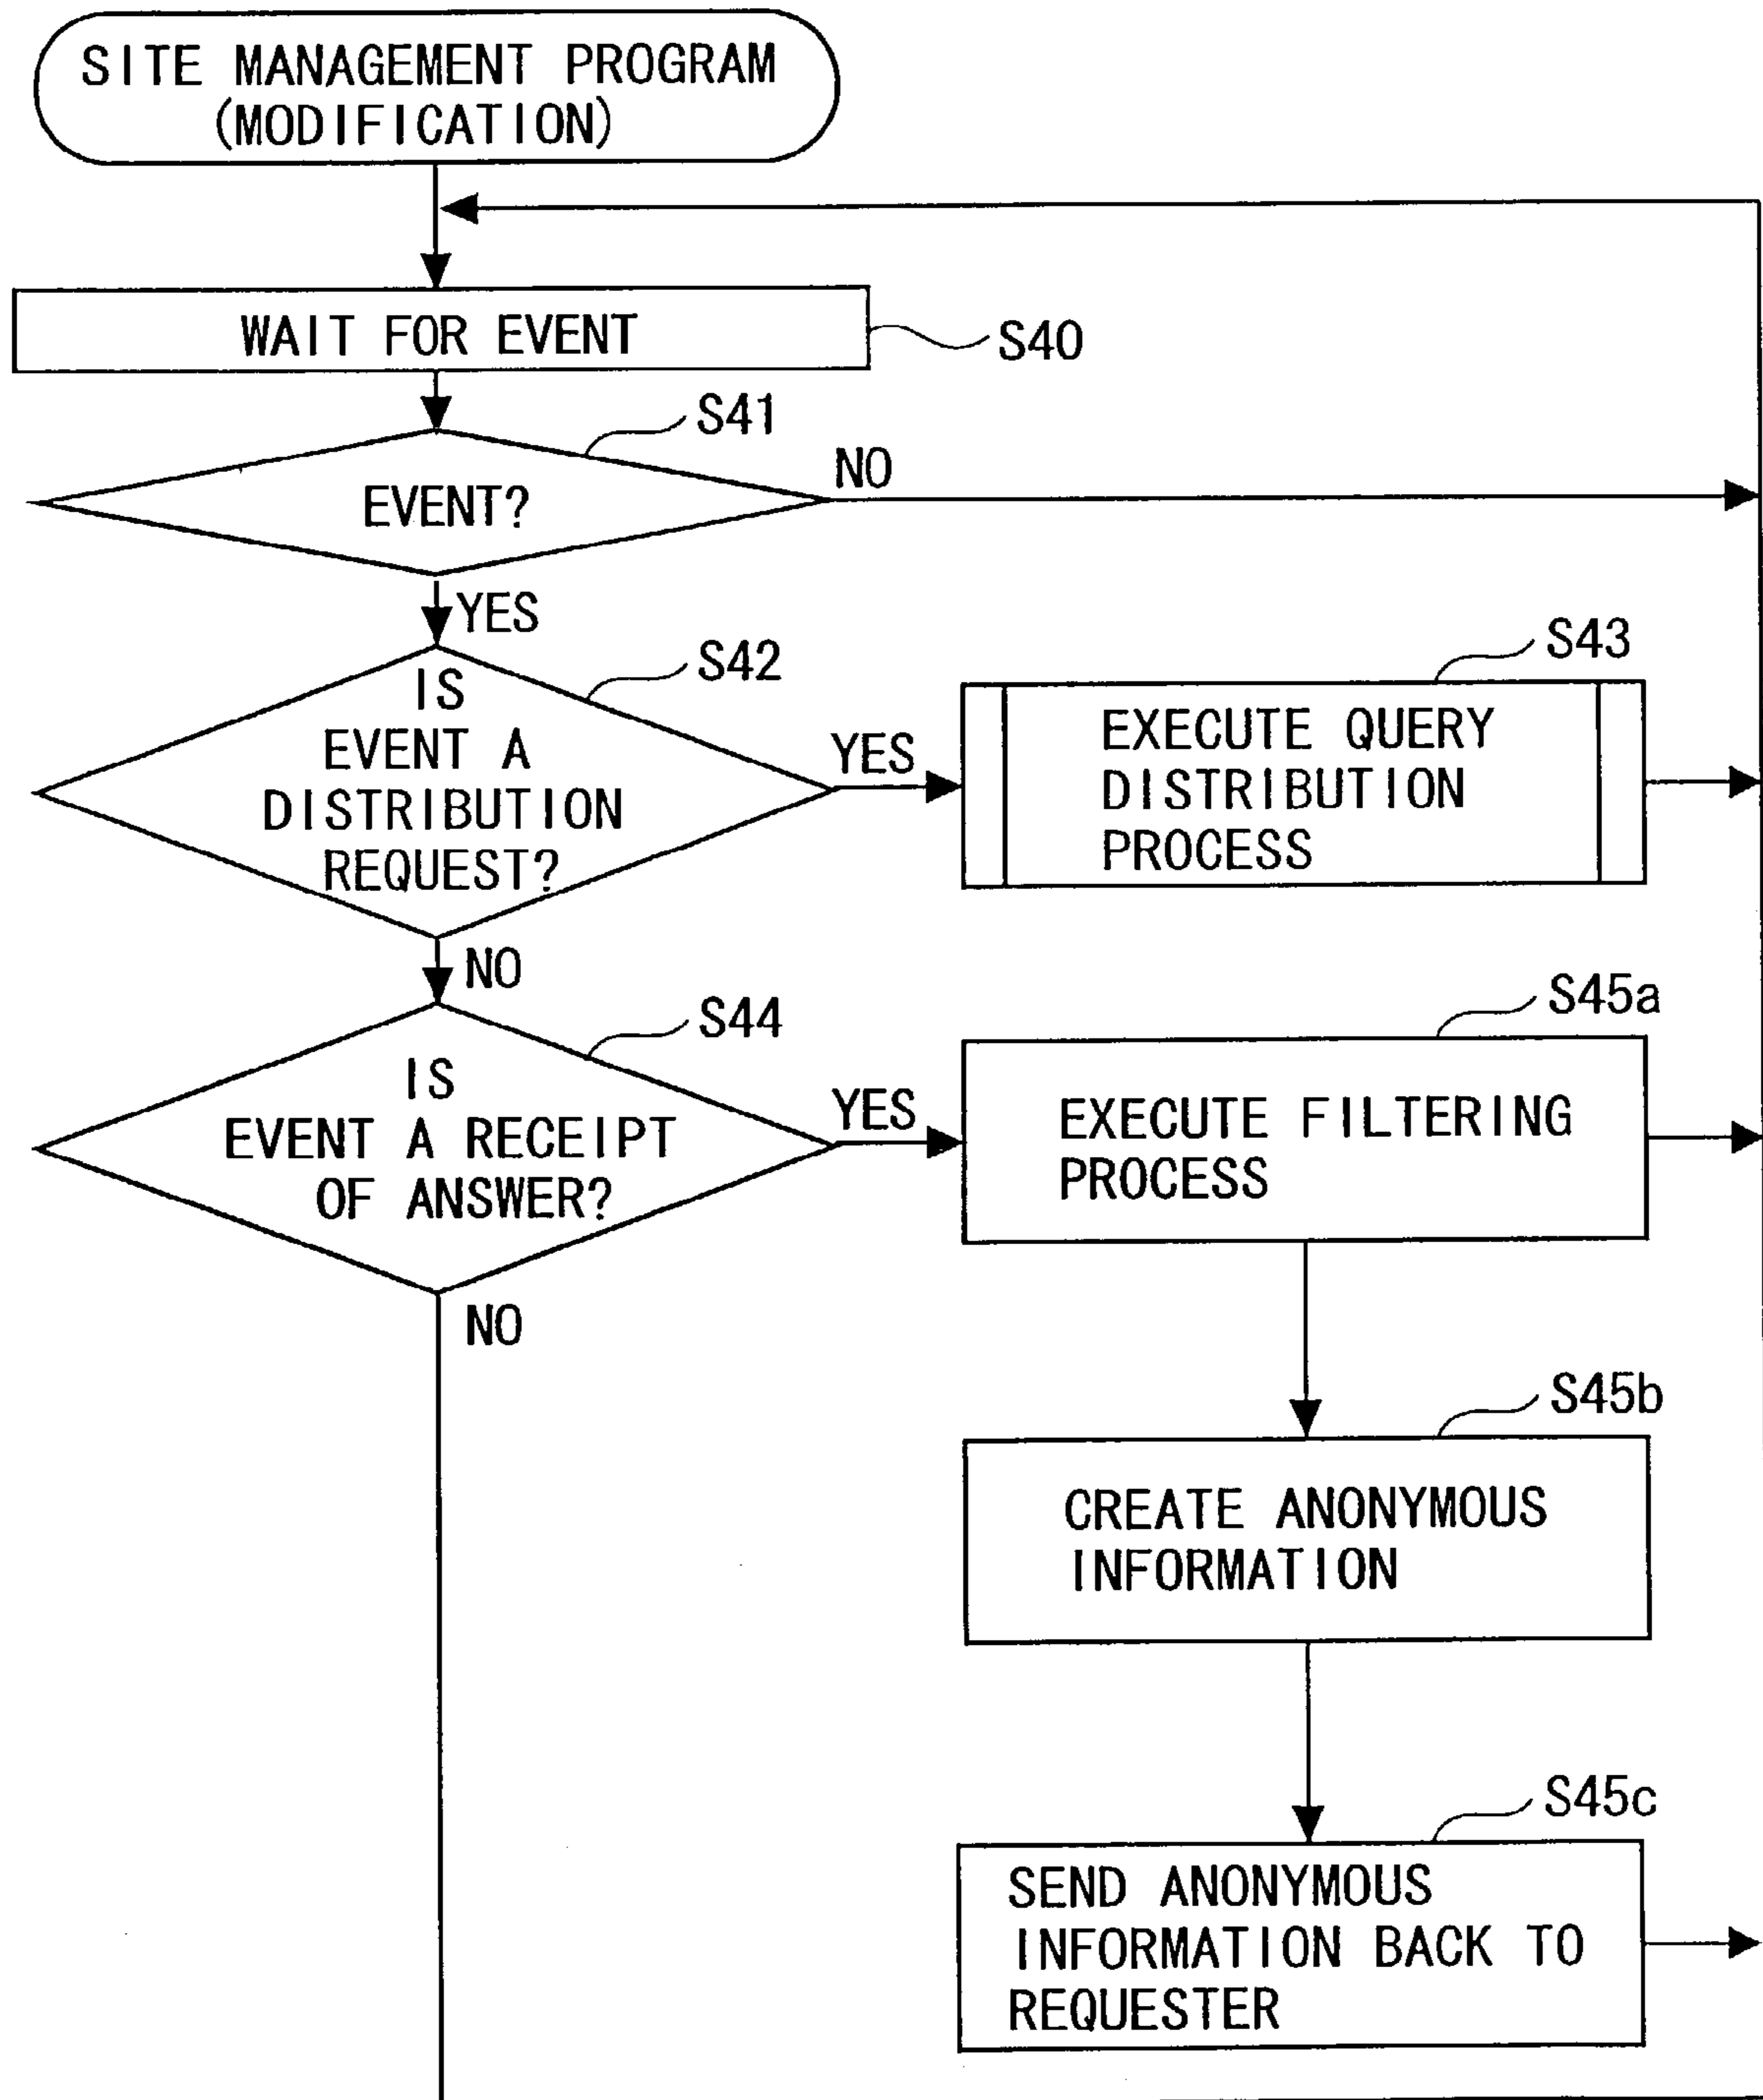 SITE MANAGEMENT PROGRAM
(MODIFICATION)
WAIT FOR EVENT
S40
S41
EVENT?
NO
YES
S42
IS
EVENT A
DISTRIBUTION
REQUEST?
YES
S43
EXECUTE QUERY
DISTRIBUTION
PROCESS
NO
S44
IS
EVENT A RECEIPT
OF ANSWER?
YES
S45a
EXECUTE FILTERING
PROCESS
NO
S45b
CREATE ANONYMOUS
INFORMATION
S45c
SEND ANONYMOUS
INFORMATION BACK TO
REQUESTER